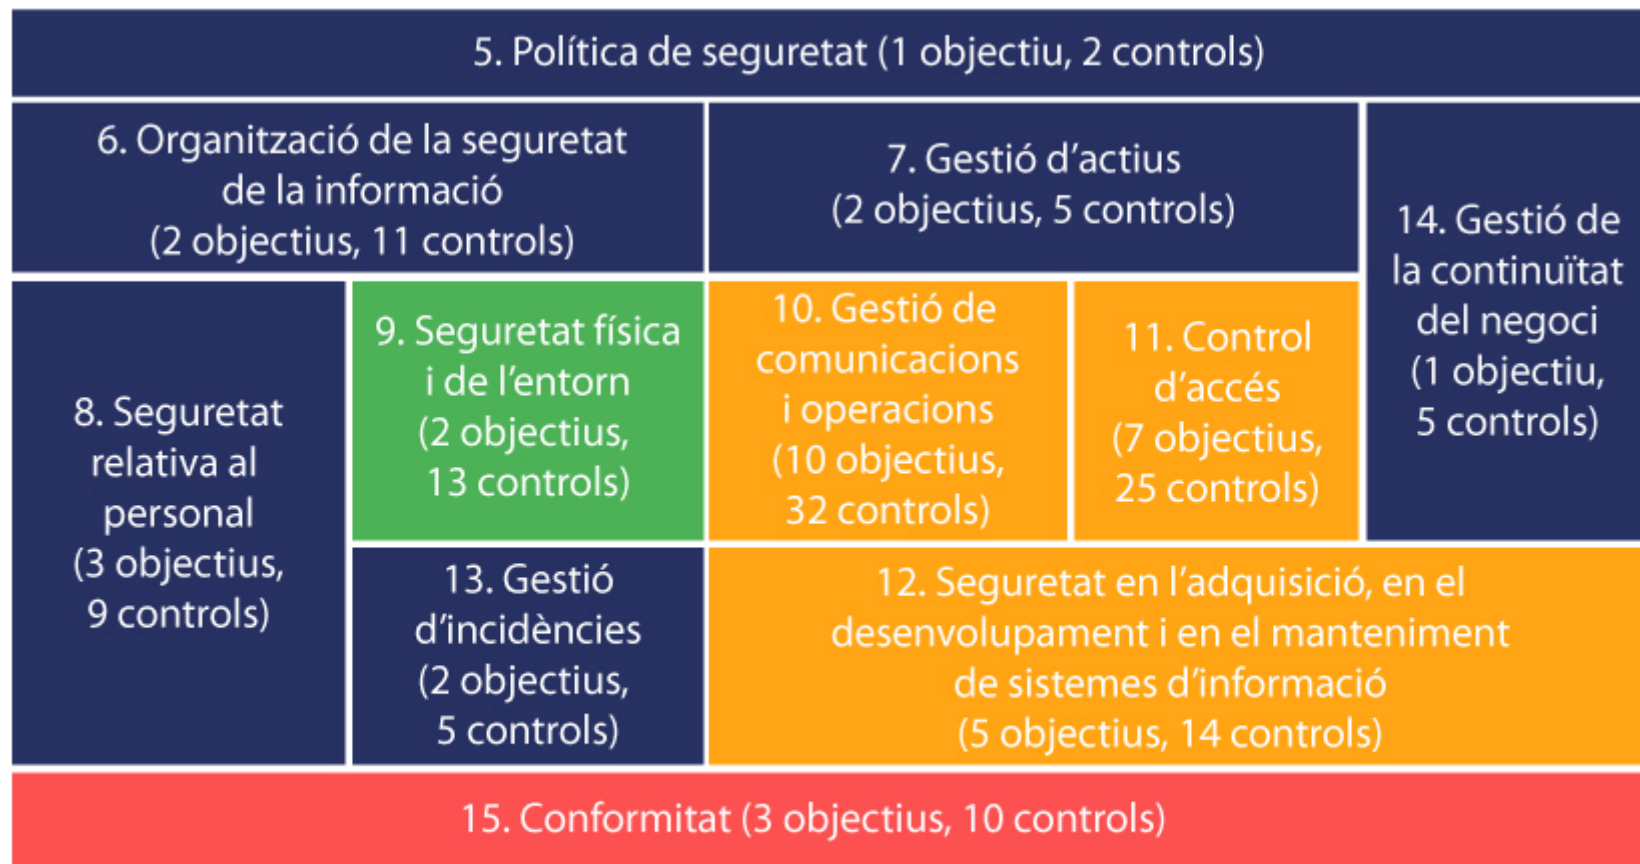 5. Política de seguretat (1 objectiu, 2 controls)
6. Organització de la seguretat
de la informació
(2 objectius, 11 controls)
7. Gestió d’actius
(2 objectius, 5 controls)
14. Gestió de
la continuïtat
del negoci
(1 objectiu,
5 controls)
8. Seguretat
relativa al
personal
(3 objectius,
9 controls)
9. Seguretat física
i de l’entorn
(2 objectius,
13 controls)
10. Gestió de
comunicacions
i operacions
(10 objectius,
32 controls)
11. Control
d’accés
(7 objectius,
25 controls)
13. Gestió
d’incidències
(2 objectius,
5 controls)
12. Seguretat en l’adquisició, en el
desenvolupament i en el manteniment
de sistemes d’informació
(5 objectius, 14 controls)
15. Conformitat (3 objectius, 10 controls)